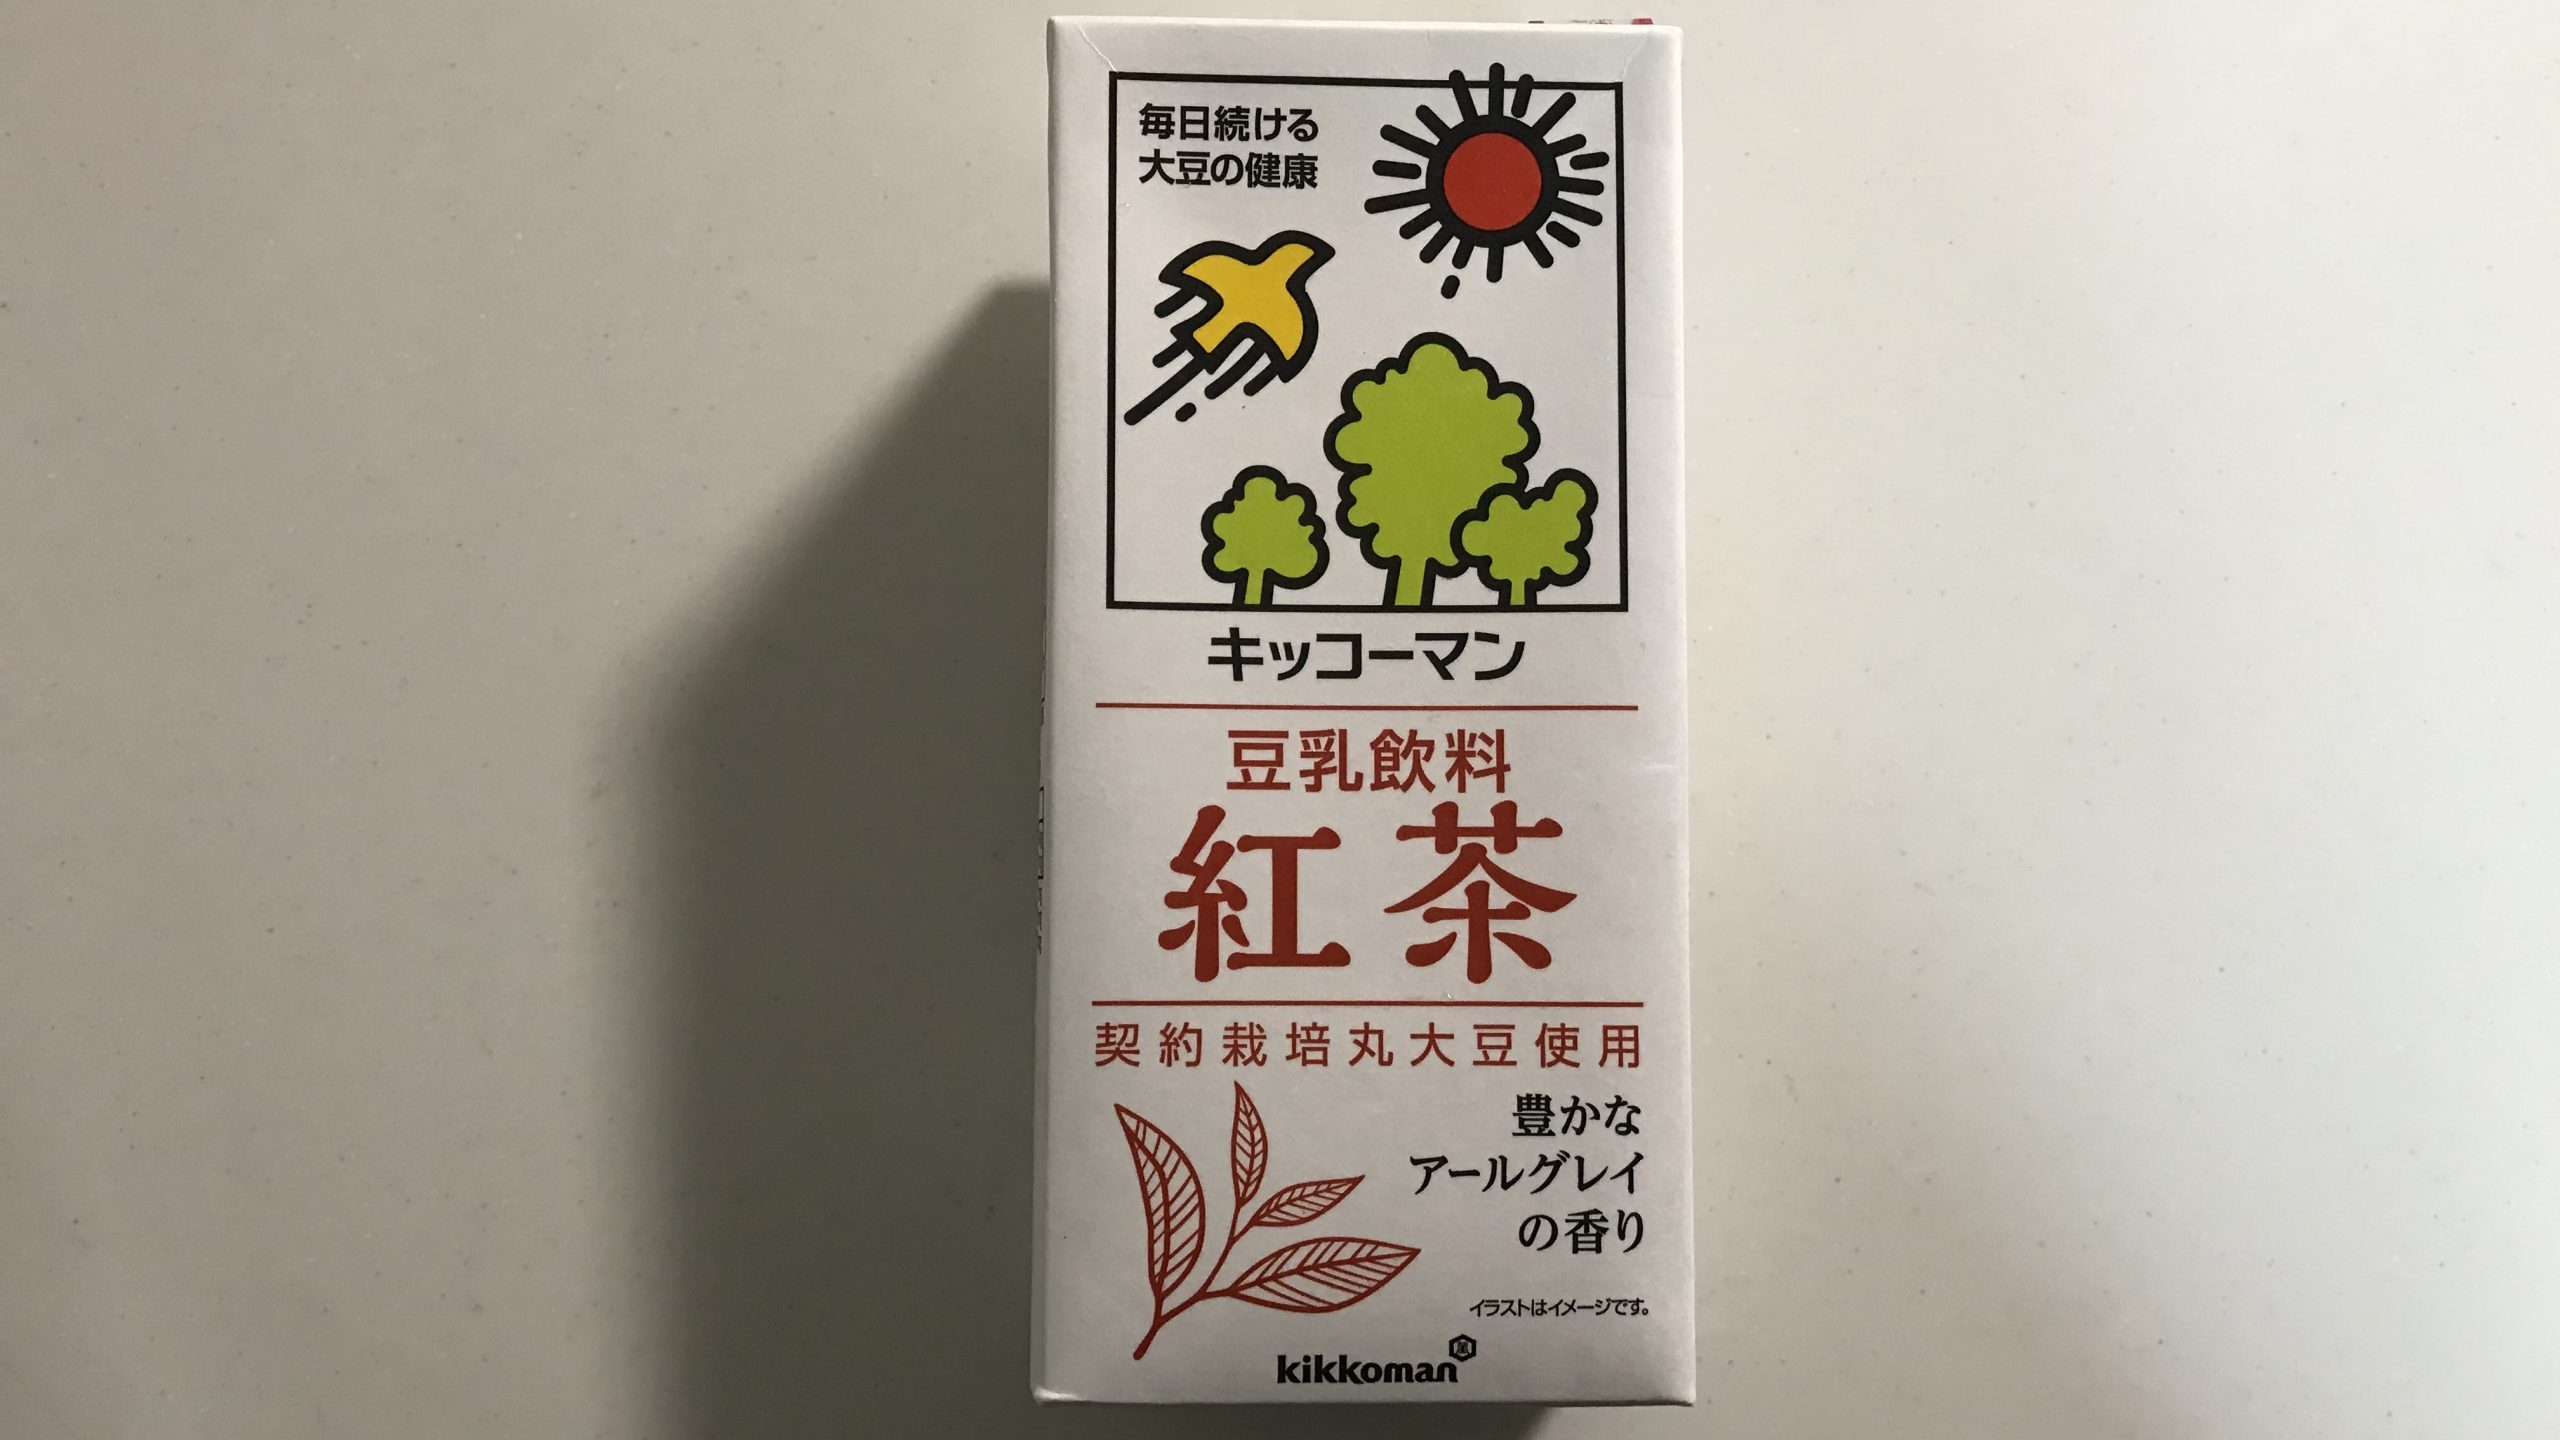 毎日続ける
大豆の健康
キッコーマン
豆乳飲料
紅茶
契約栽培丸大豆使用
豊かな
アールグレイ
の香り
イラストはイメージです。
kikkoman